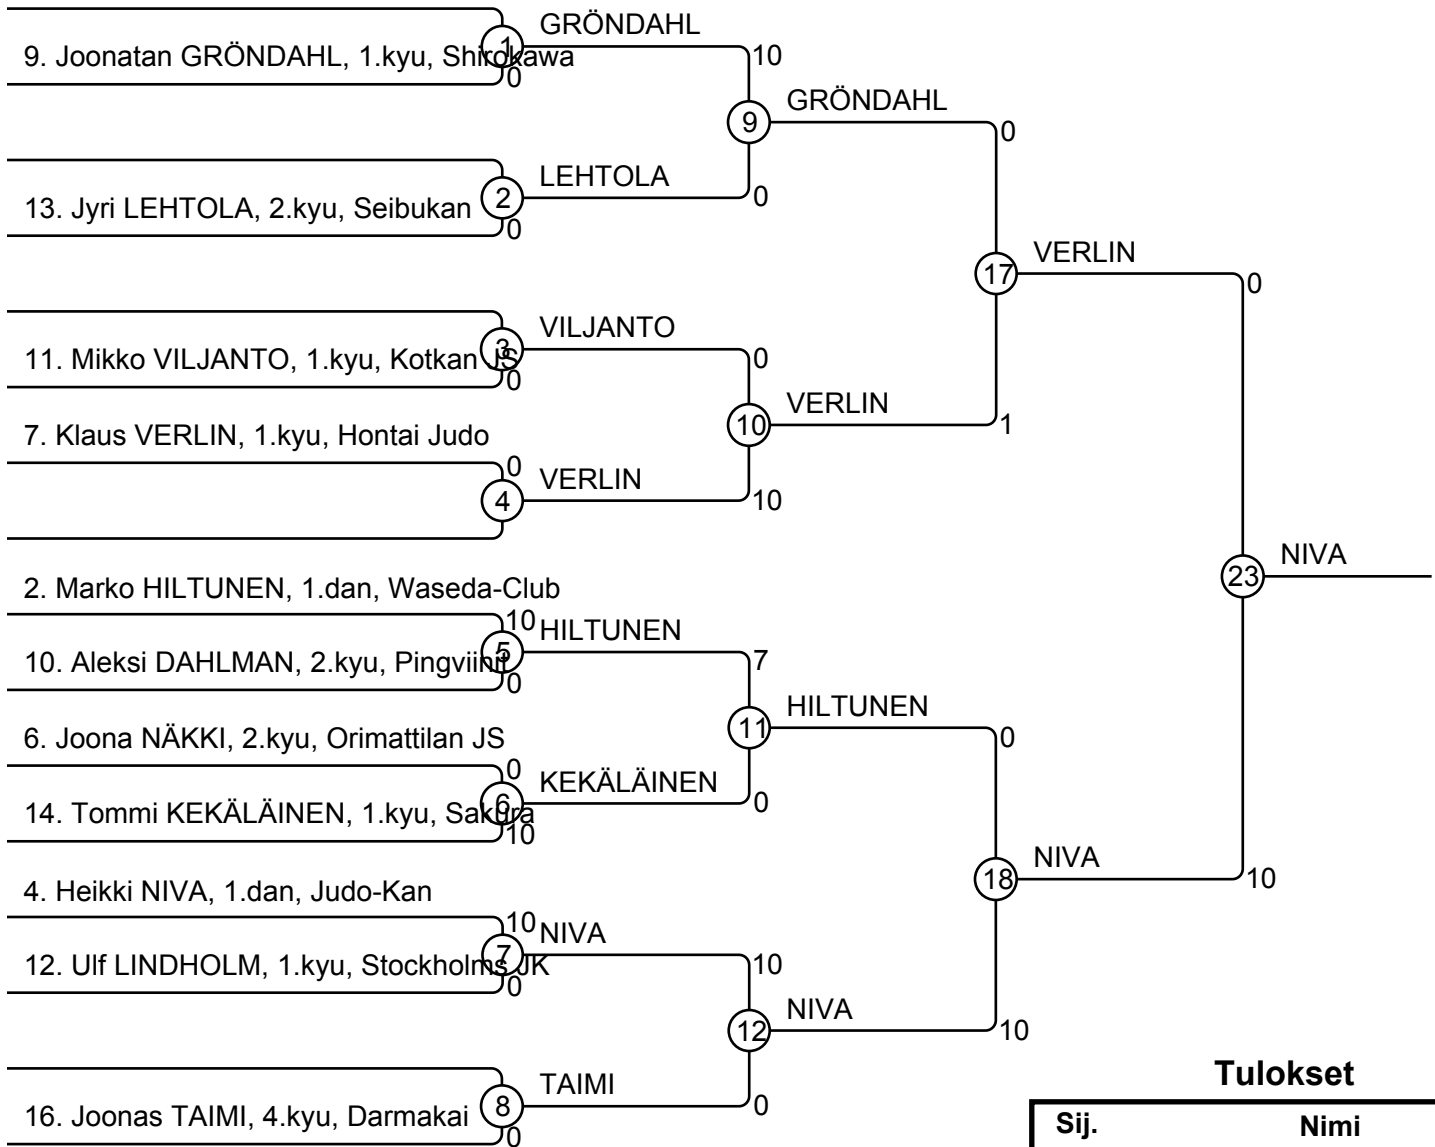 GRÖNDAHL
1
9. Joonatan GRÖNDAHL, 1.kyu, Shirokawa
0
10
GRÖNDAHL
9
0
LEHTOLA
2
13. Jyri LEHTOLA, 2.kyu, Seibukan
0
0
VERLIN
17
0
VILJANTO
3
11. Mikko VILJANTO, 1.kyu, Kotkan JS
0
0
VERLIN
10
1
7. Klaus VERLIN, 1.kyu, Hontai Judo
0
VERLIN
4
10
NIVA
23
2. Marko HILTUNEN, 1.dan, Waseda-Club
10
HILTUNEN
5
10. Aleksi DAHLMAN, 2.kyu, Pingviinit
0
7
HILTUNEN
11
0
6. Joona NÄKKI, 2.kyu, Orimattilan JS
0
KEKÄLÄINEN
6
14. Tommi KEKÄLÄINEN, 1.kyu, Sakura
10
0
NIVA
18
10
4. Heikki NIVA, 1.dan, Judo-Kan
10
NIVA
7
12. Ulf LINDHOLM, 1.kyu, Stockholms JK
0
10
NIVA
12
10
TAIMI
8
16. Joonas TAIMI, 4.kyu, Darmakai
0
0
Tulokset
Sij. Nimi